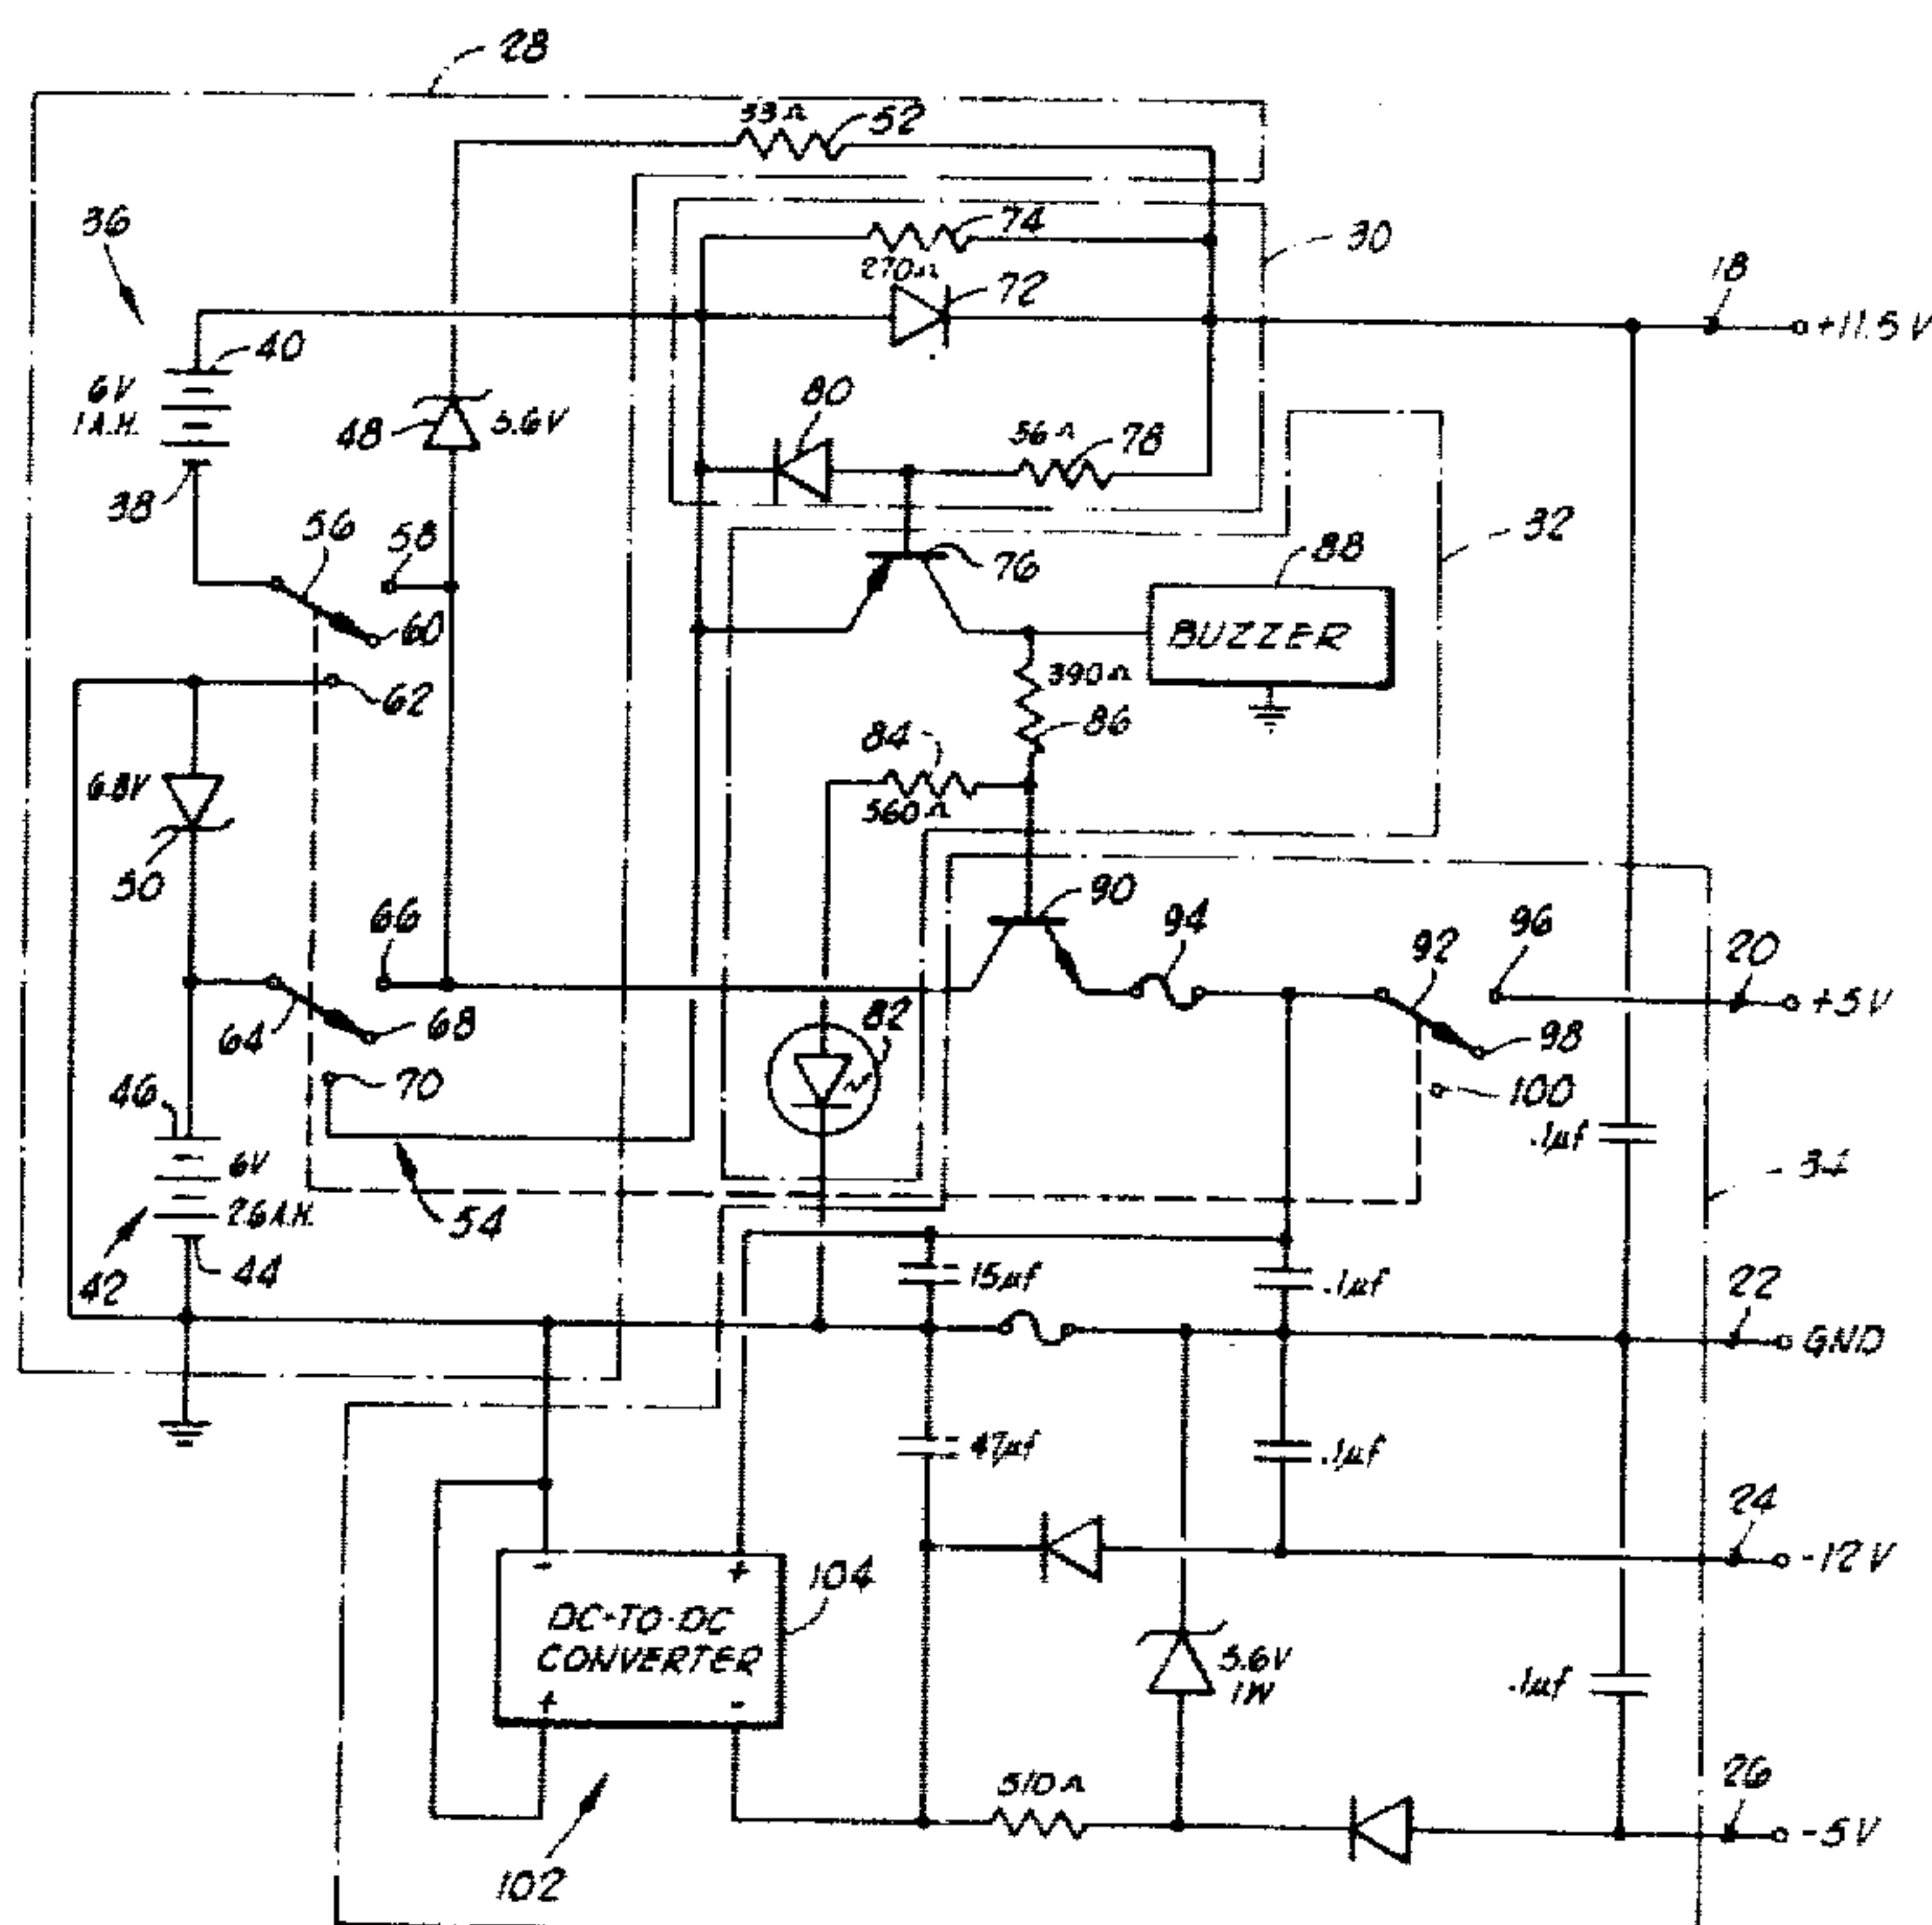 28
33Ω 52
36
74
30
270Ω
72
18
+11.5V
40
6V
1 A.H.
48
5.6V
80
56Ω
78
38
56
58
32
76
88
60
BUZZER
62
390Ω
86
84
6.8V
560Ω
50
90
66
94
92
96
20
+5V
82
64
68
98
46
70
100
.1µf
34
6V
2.6 A.H.
54
42
44
15µf
.1µf
22
GND
47µf
.1µf
24
-12V
- +
104
DC-TO-DC
CONVERTER
+ -
5.6V
1W
.1µf
510Ω
26
-5V
102